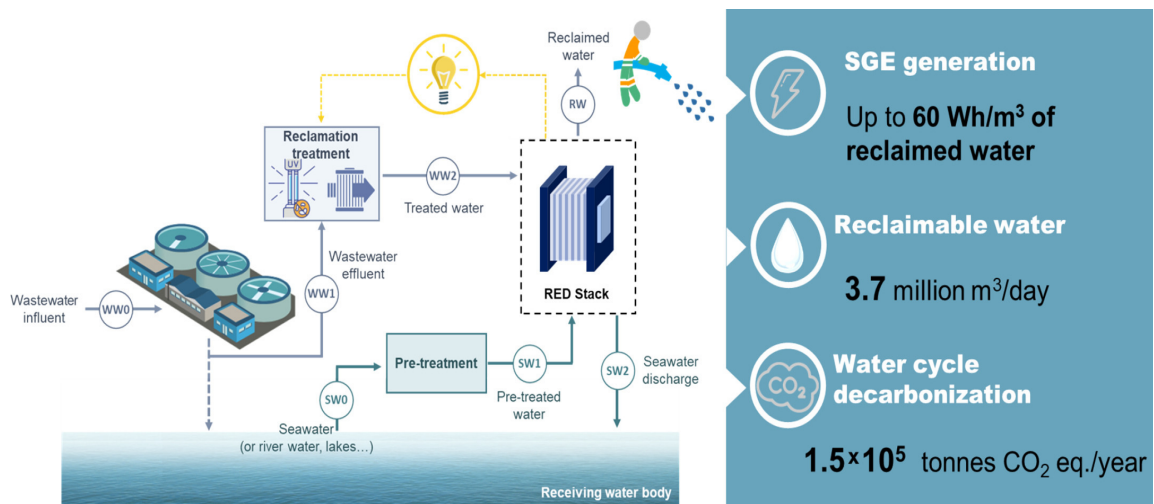 Reclaimed
water
RW
Reclamation
treatment
UV
WW2
Treated water
RED Stack
Wastewater
effluent
WW1
Wastewater
influent
WW0
Pre-treatment
SW1
Pre-treated
water
SW0
SW2
Seawater
discharge
Seawater
(or river water, lakes...)
Receiving water body
SGE generation
Up to 60 Wh/m³ of
reclaimed water
Reclaimable water
3.7 million m³/day
CO₂
Water cycle
decarbonization
1.5×10⁵ tonnes CO₂ eq./year